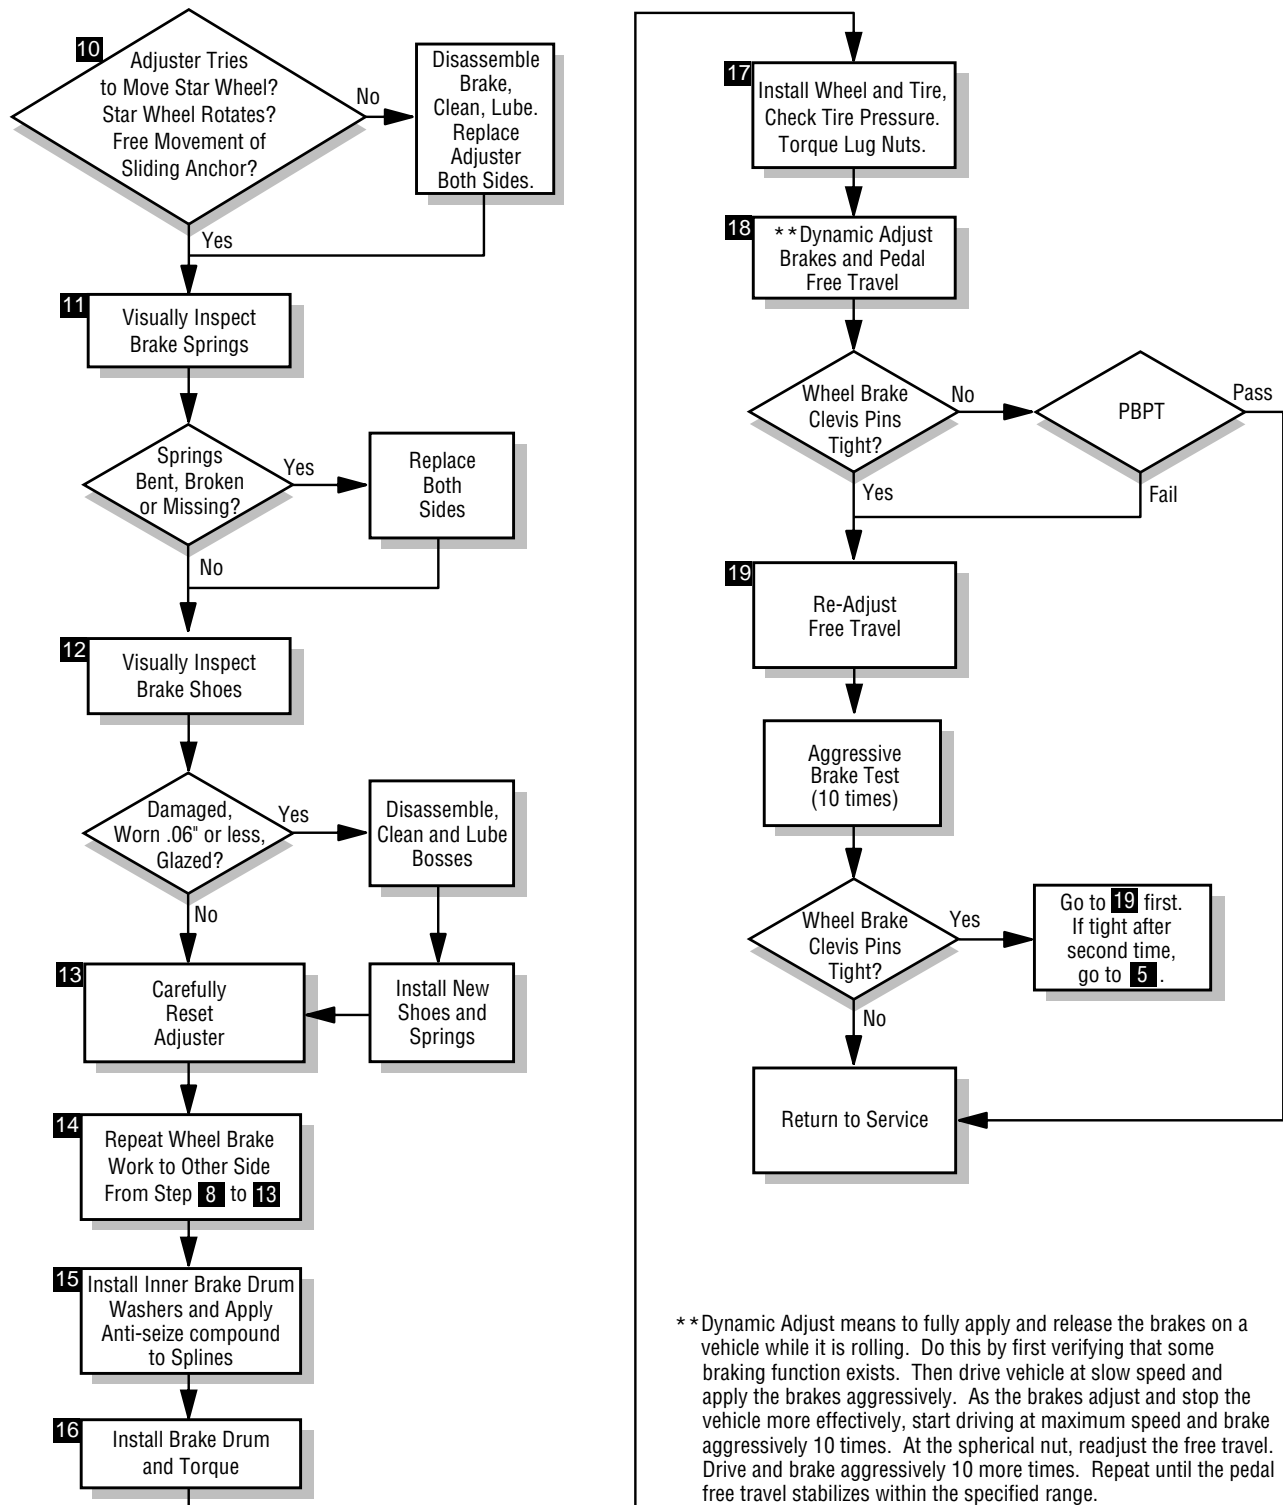 10
Adjuster Tries
to Move Star Wheel?
Star Wheel Rotates?
Free Movement of
Sliding Anchor?
No
Disassemble
Brake,
Clean, Lube.
Replace
Adjuster
Both Sides.
Yes
11
Visually Inspect
Brake Springs
Springs
Bent, Broken
or Missing?
Yes
Replace
Both
Sides
No
12
Visually Inspect
Brake Shoes
Damaged,
Worn .06" or less,
Glazed?
Yes
Disassemble,
Clean and Lube
Bosses
No
Install New
Shoes and
Springs
13
Carefully
Reset
Adjuster
14
Repeat Wheel Brake
Work to Other Side
From Step 8 to 13
15
Install Inner Brake Drum
Washers and Apply
Anti-seize compound
to Splines
16
Install Brake Drum
and Torque
17
Install Wheel and Tire,
Check Tire Pressure.
Torque Lug Nuts.
18
**Dynamic Adjust
Brakes and Pedal
Free Travel
Wheel Brake
Clevis Pins
Tight?
No
PBPT
Pass
Yes
Fail
19
Re-Adjust
Free Travel
Aggressive
Brake Test
(10 times)
Wheel Brake
Clevis Pins
Tight?
Yes
Go to 19 first.
If tight after
second time,
go to 5 .
No
Return to Service
**Dynamic Adjust means to fully apply and release the brakes on a
vehicle while it is rolling. Do this by first verifying that some
braking function exists. Then drive vehicle at slow speed and
apply the brakes aggressively. As the brakes adjust and stop the
vehicle more effectively, start driving at maximum speed and brake
aggressively 10 times. At the spherical nut, readjust the free travel.
Drive and brake aggressively 10 more times. Repeat until the pedal
free travel stabilizes within the specified range.